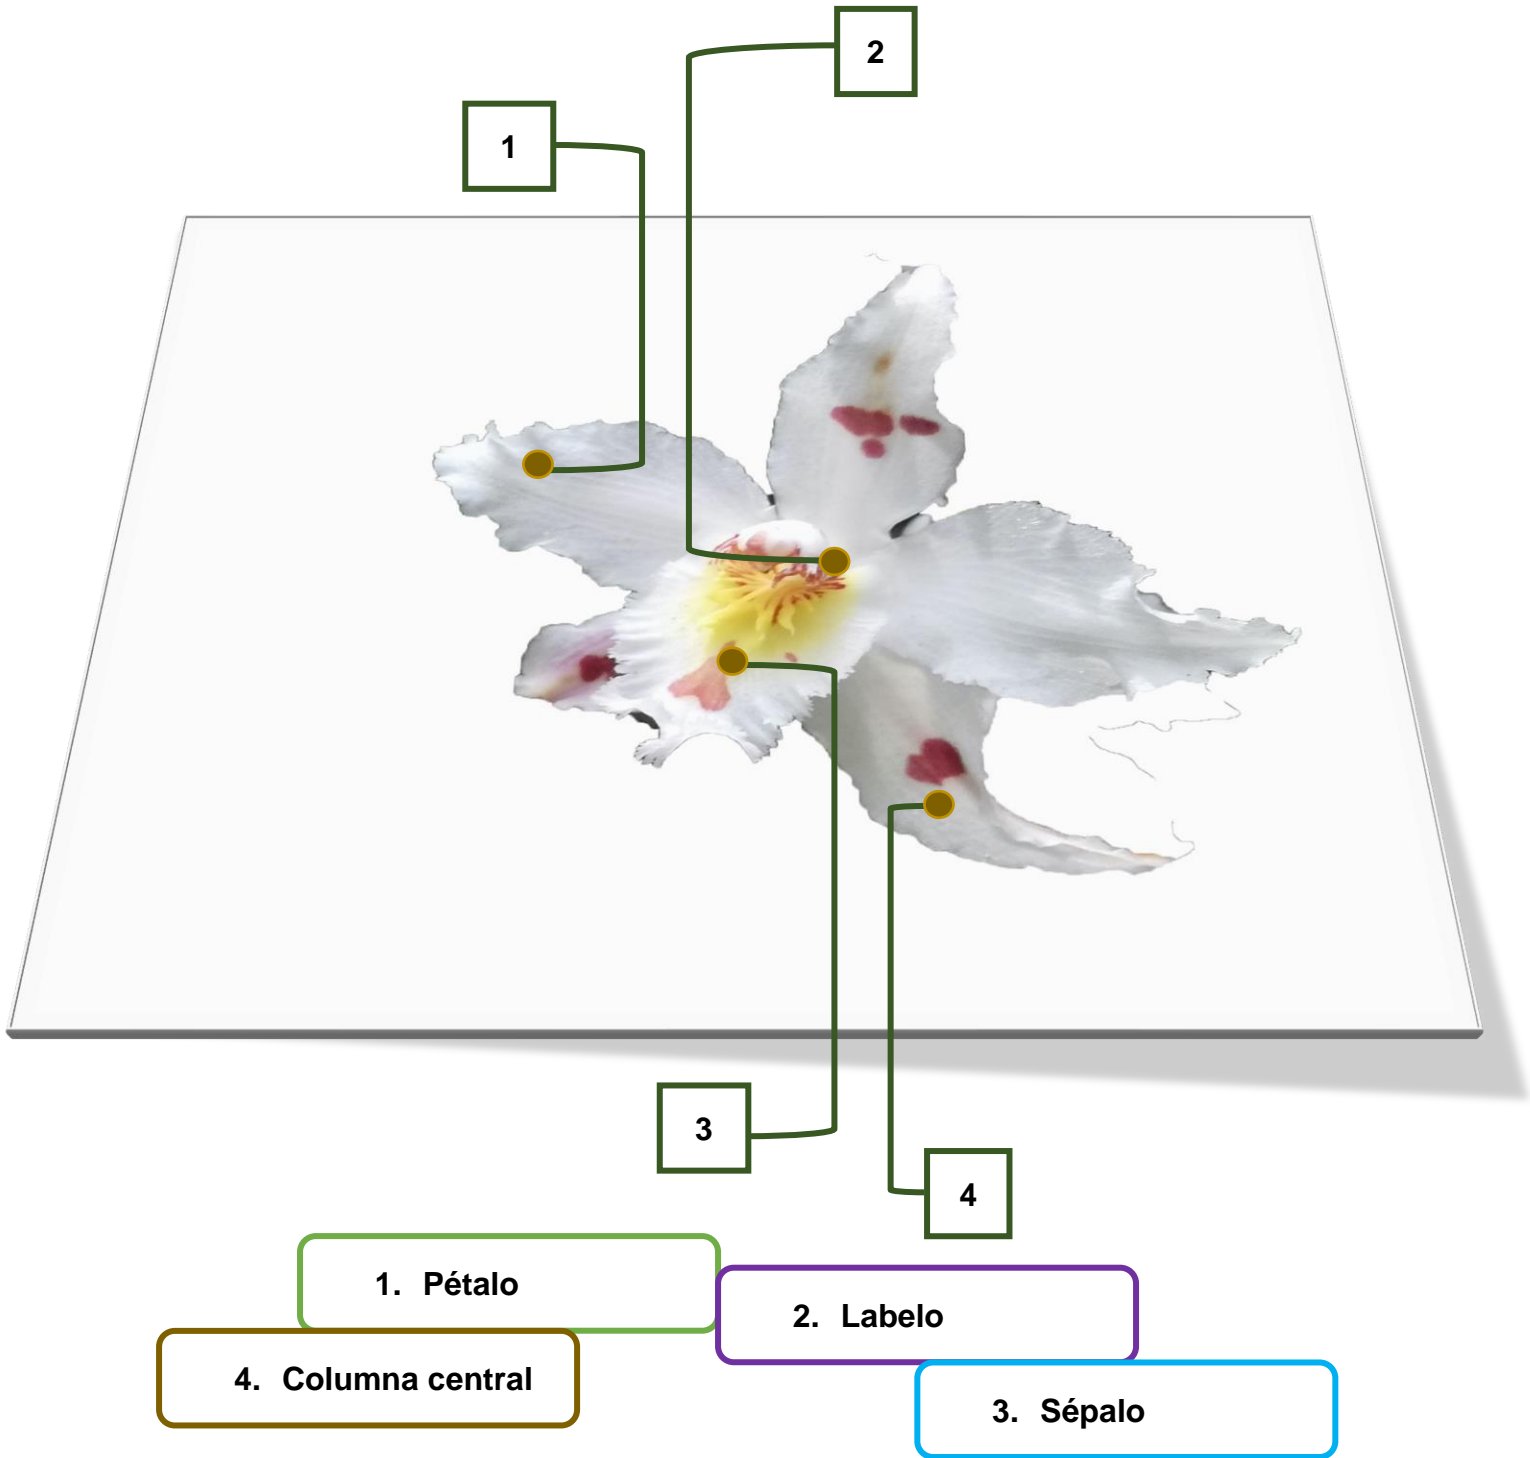 2
1
3
4
1. Pétalo
2. Labelo
4. Columna central
3. Sépalo